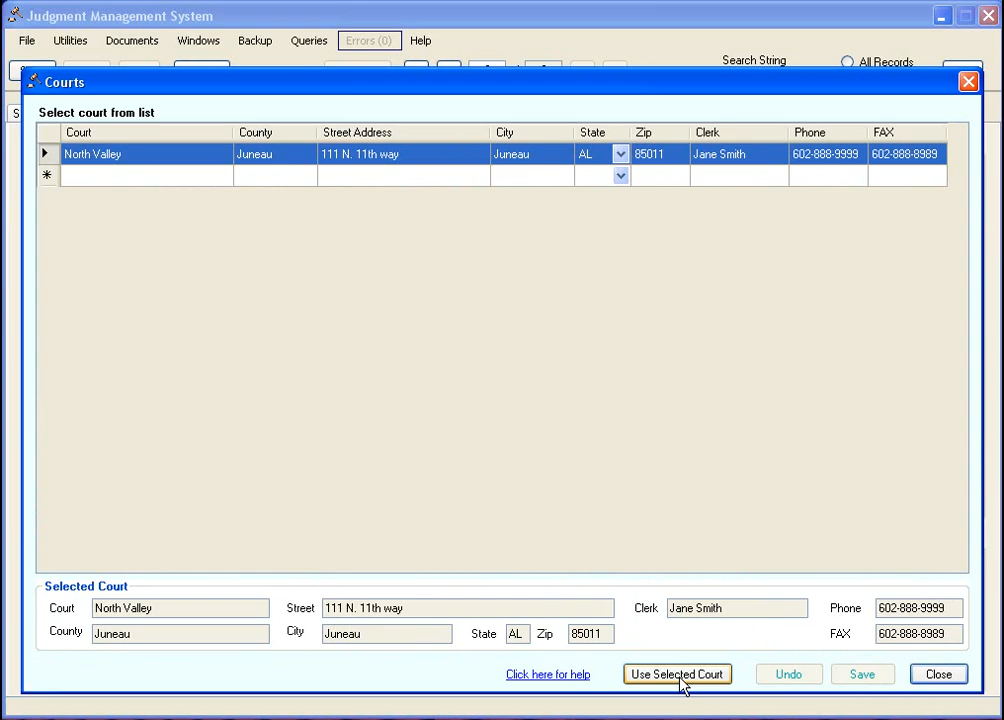 Judgment Management System
File Utilities Documents Windows Backup Queries Errors (0) Help
Search String All Records
Courts
S
Select court from list
Court County Street Address City State Zip Clerk Phone FAX
North Valley Juneau 111 N. 11th way Juneau AL 85011 Jane Smith 602-888-9999 602-888-8989
Selected Court
Court North Valley Street 111 N. 11th way Clerk Jane Smith Phone 602-888-9999
County Juneau City Juneau State AL Zip 85011 FAX 602-888-8989
Click here for help Use Selected Court Undo Save Close